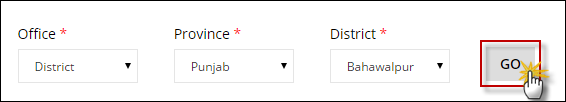 Office * Province * District *
District Punjab Bahawalpur GO